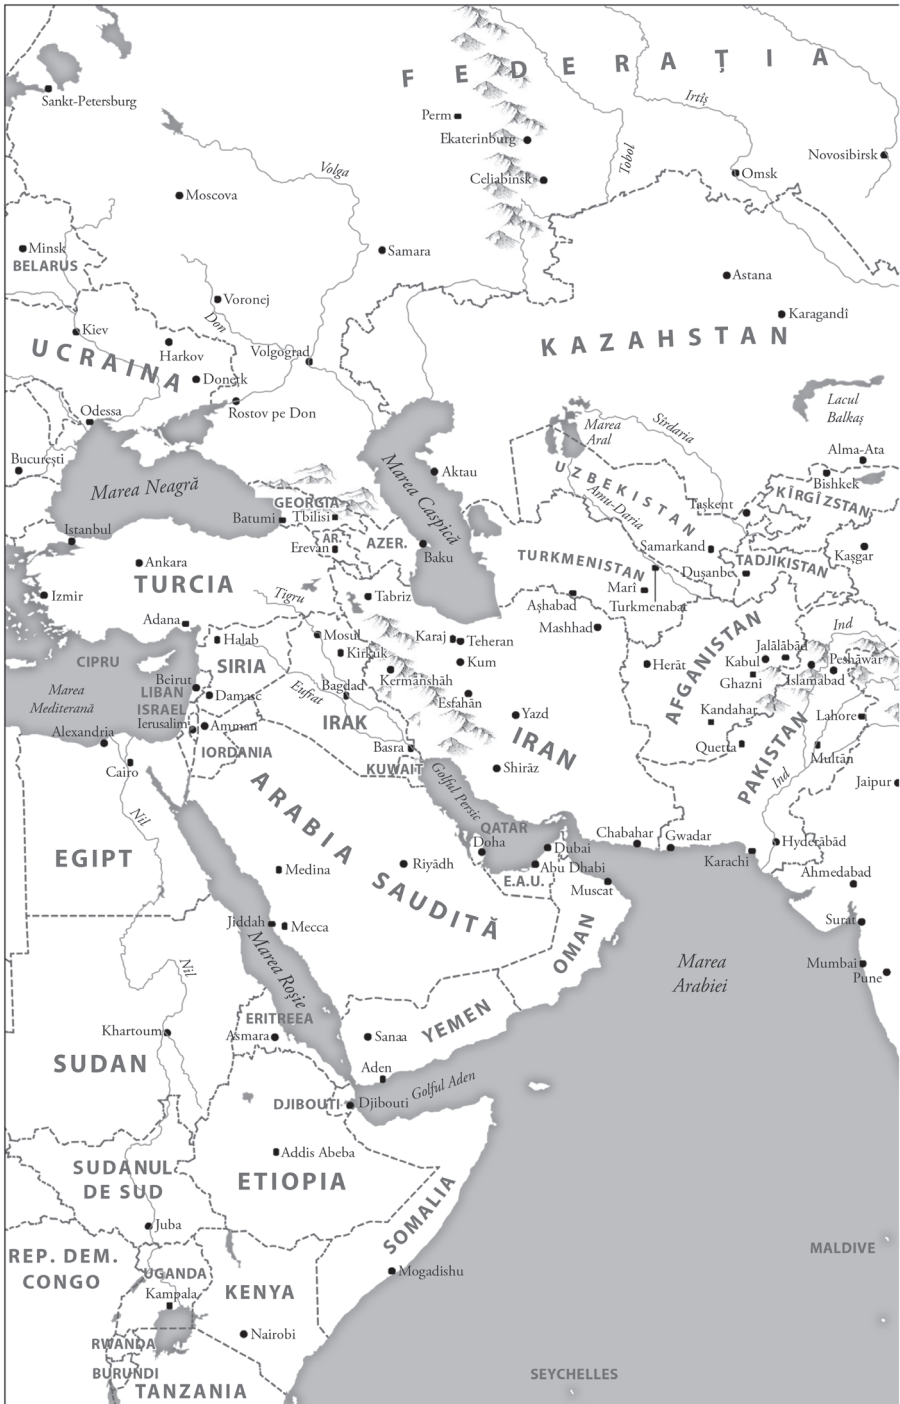 FEDERAȚIA
Sankt-Petersburg
Irtîș
Perm
Ekaterinburg
Tobol
Novosibirsk
Volga
Celiabinsk
Omsk
Moscova
Minsk
BELARUS
Samara
Astana
Voronej
Karagandî
Don
Kiev
UCRAINA
Harkov
Volgograd
KAZAHSTAN
Donețk
Rostov pe Don
Odessa
Lacul
Balkaș
Marea
Aral
Sîrdaria
București
Marea Neagră
Marea Caspică
Aktau
Alma-Ata
Bishkek
UZBEKISTAN
KÎRGÎZSTAN
Amu-Daria
GEORGIA
Batumi
Tbilisi
Tașkent
Istanbul
AR.
Erevan
AZER.
Baku
Samarkand
Kașgar
TURKMENISTAN
Dușanbe
TADJIKISTAN
Ankara
TURCIA
Izmir
Tigru
Tabriz
Marî
Turkmenabat
Așhabad
Adana
Mashhad
Ind
Halab
Mosul
Karaj
Teheran
AFGANISTAN
Jalālābād
CIPRU
SIRIA
Kirkuk
Kum
Herāt
Kabul
Peshāwar
Kermānshāh
Ghazni
Islamabad
Beirut
LIBAN
Damasc
Bagdad
Eufrat
Esfahān
Marea
Mediterană
ISRAEL
Ierusalim
Amman
IRAK
Yazd
Kandahar
Lahore
Alexandria
IRAN
Quetta
Multān
PAKISTAN
IORDANIA
Basra
Cairo
KUWAIT
Shirāz
Ind
Jaipur
Golful Persic
ARABIA SAUDITĂ
Nil
QATAR
Doha
Dubai
Chabahar
Gwadar
Hyderābād
EGIPT
Riyādh
Abu Dhabi
Karachi
Medina
E.A.U.
Muscat
Ahmedabad
Jiddah
Mecca
Surat
OMAN
Marea Roșie
Marea
Arabiei
Mumbai
Pune
Nil
ERITREEA
YEMEN
Khartoum
Asmara
Sanaa
SUDAN
Aden
Golful Aden
DJIBOUTI
Djibouti
Addis Abeba
SUDANUL
DE SUD
ETIOPIA
SOMALIA
Juba
MALDIVE
REP. DEM.
CONGO
UGANDA
Mogadishu
Kampala
KENYA
Nairobi
RWANDA
BURUNDI
SEYCHELLES
TANZANIA